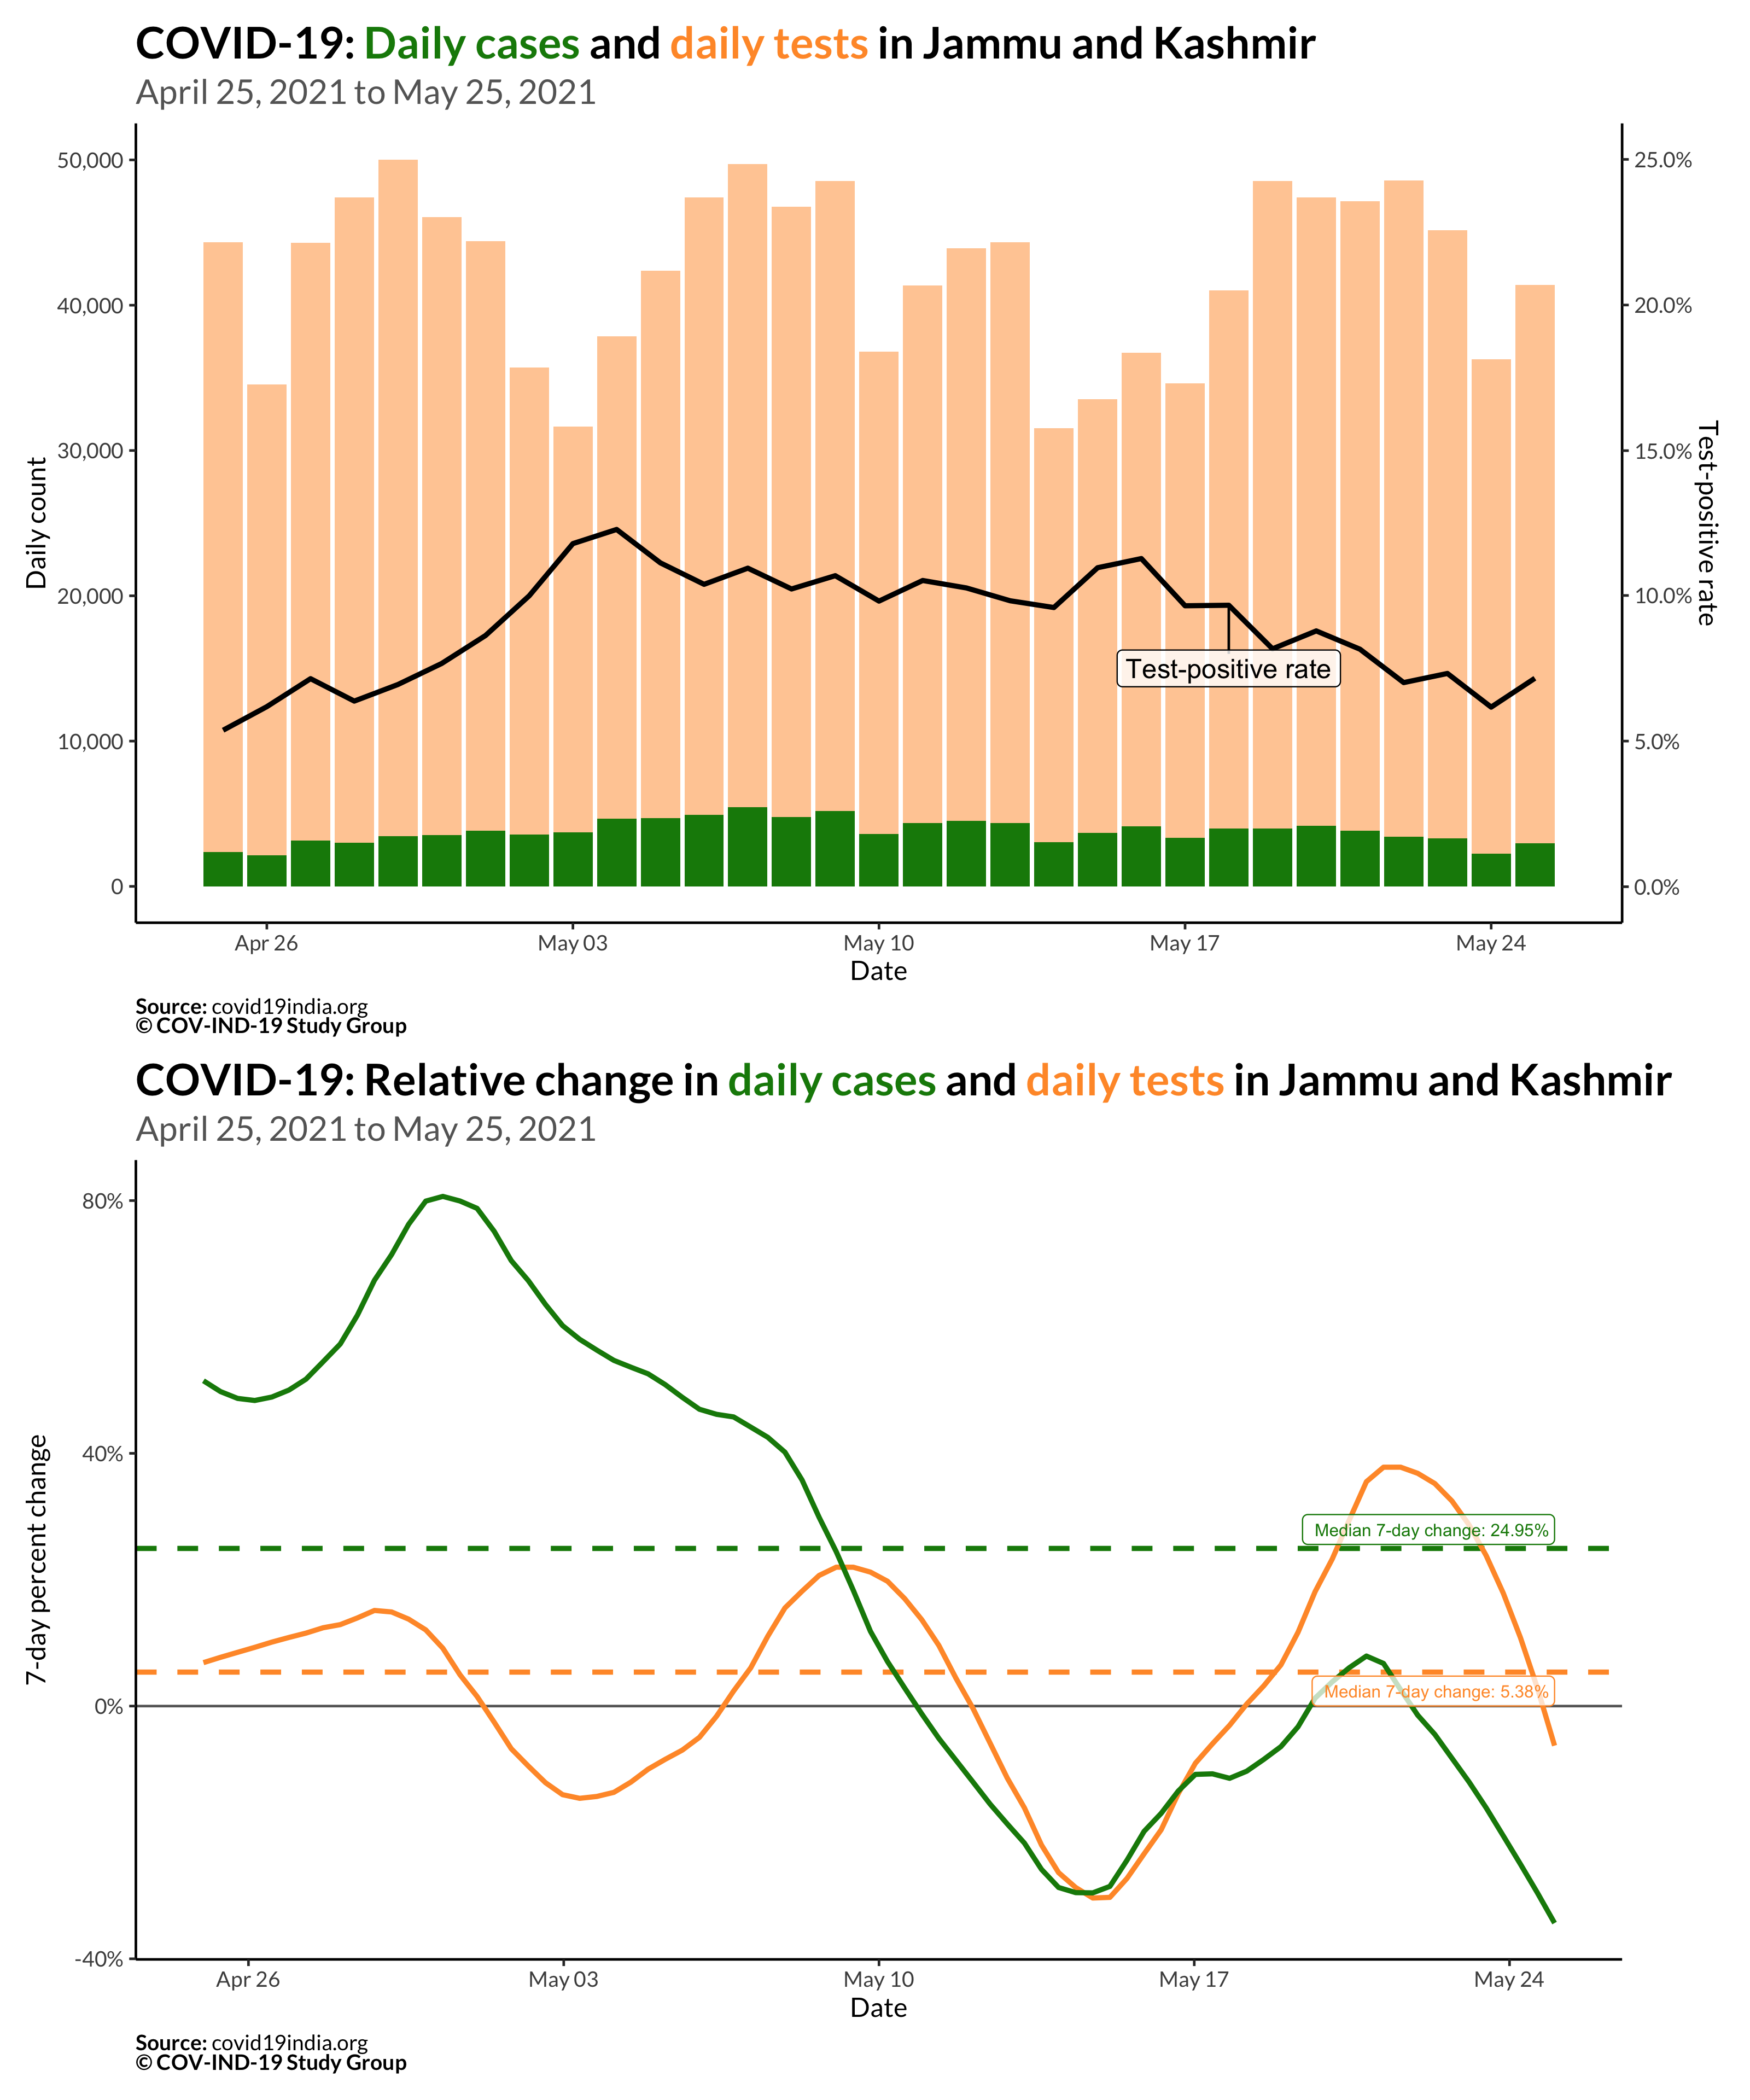 COVID-19: Daily cases and daily tests in Jammu and Kashmir
April 25, 2021 to May 25, 2021
50,000
40,000
30,000
20,000
10,000
0
Daily count
25.0%
20.0%
15.0%
10.0%
5.0%
0.0%
Test-positive rate
Test-positive rate
Apr 26
May 03
May 10
May 17
May 24
Date
Source: covid19india.org
© COV-IND-19 Study Group
COVID-19: Relative change in daily cases and daily tests in Jammu and Kashmir
April 25, 2021 to May 25, 2021
80%
40%
0%
-40%
7-day percent change
Median 7-day change: 24.95%
Median 7-day change: 5.38%
Apr 26
May 03
May 10
May 17
May 24
Date
Source: covid19india.org
© COV-IND-19 Study Group